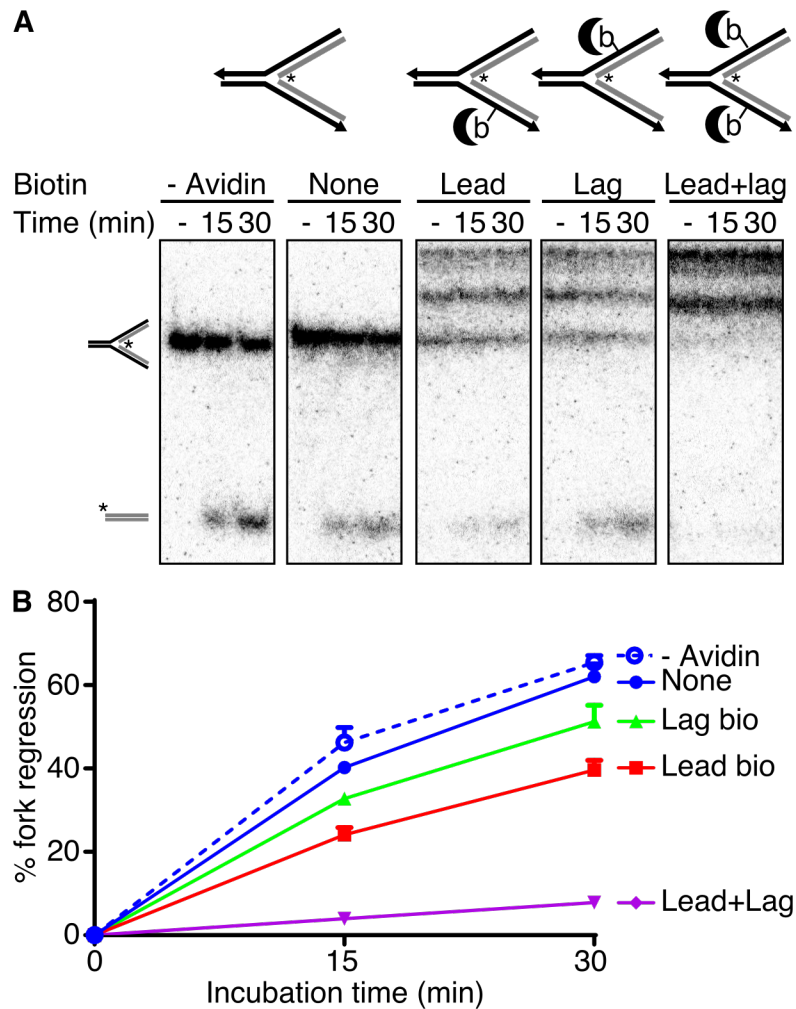 A
b b b
b
*
*
*
*
Biotin - Avidin None Lead Lag Lead+lag
Time (min) - 15 30 - 15 30 - 15 30 - 15 30 - 15 30
*
*
B
80
60
40
20
0
% fork regression
- Avidin
None
Lag bio
Lead bio
Lead+Lag
0 15 30
Incubation time (min)